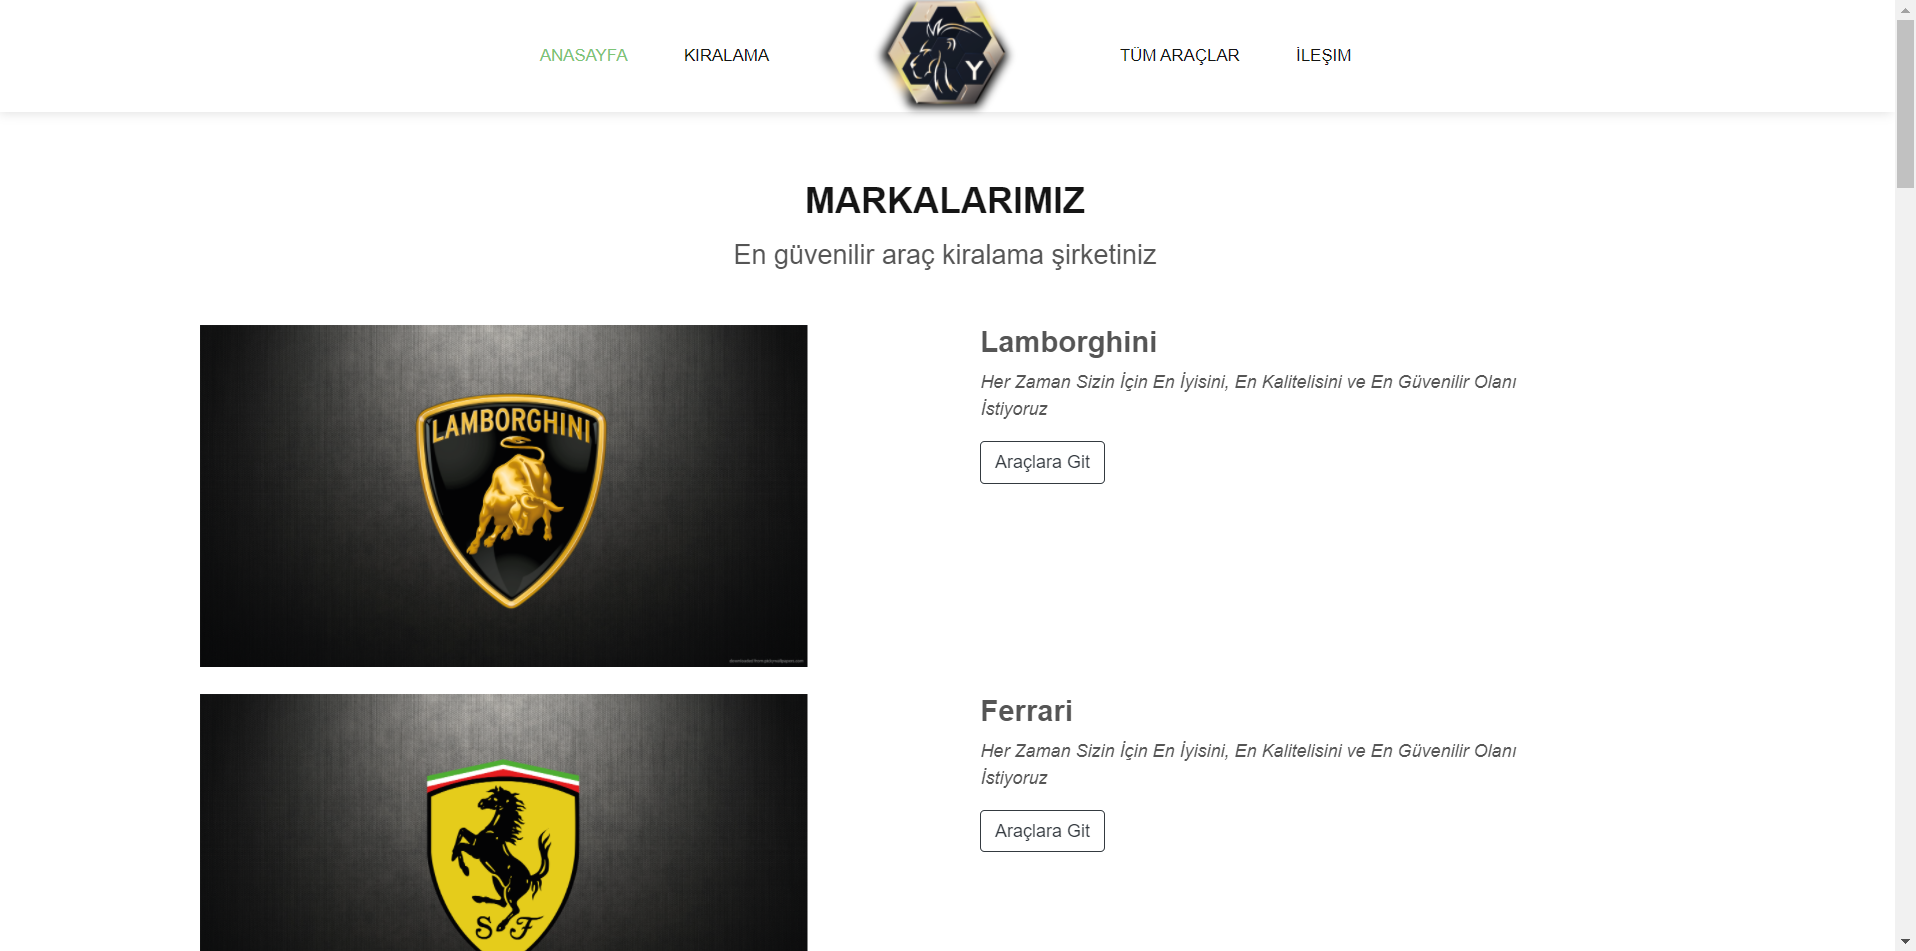 ANASAYFA
KIRALAMA
Y
TÜM ARAÇLAR
İLEŞIM
MARKALARIMIZ
En güvenilir araç kiralama şirketiniz
LAMBORGHINI
Lamborghini
Her Zaman Sizin İçin En İyisini, En Kalitelisini ve En Güvenilir Olanı
İstiyoruz
Araçlara Git
S F
Ferrari
Her Zaman Sizin İçin En İyisini, En Kalitelisini ve En Güvenilir Olanı
İstiyoruz
Araçlara Git